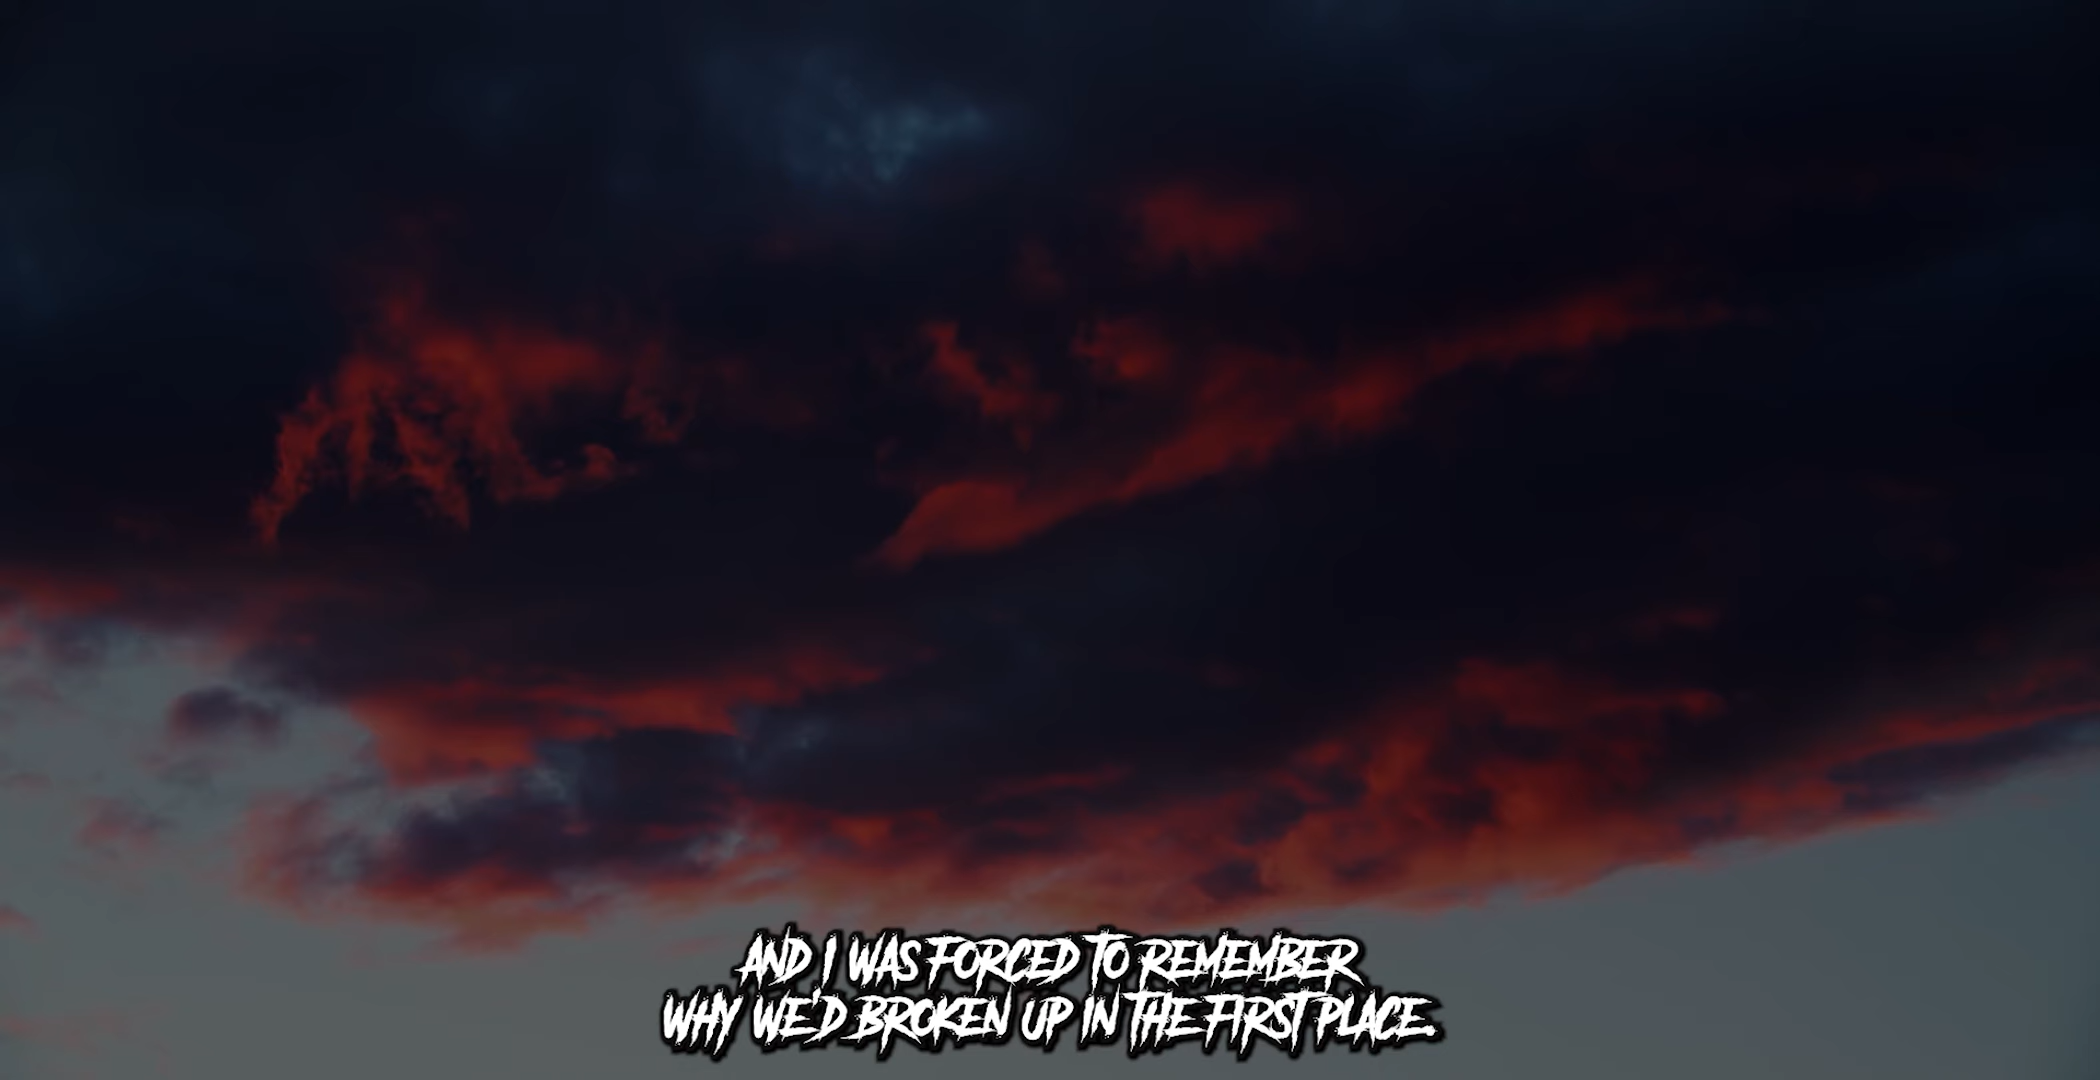 AND I WAS FORCED TO REMEMBER
WHY WE'D BROKEN UP IN THE FIRST PLACE.